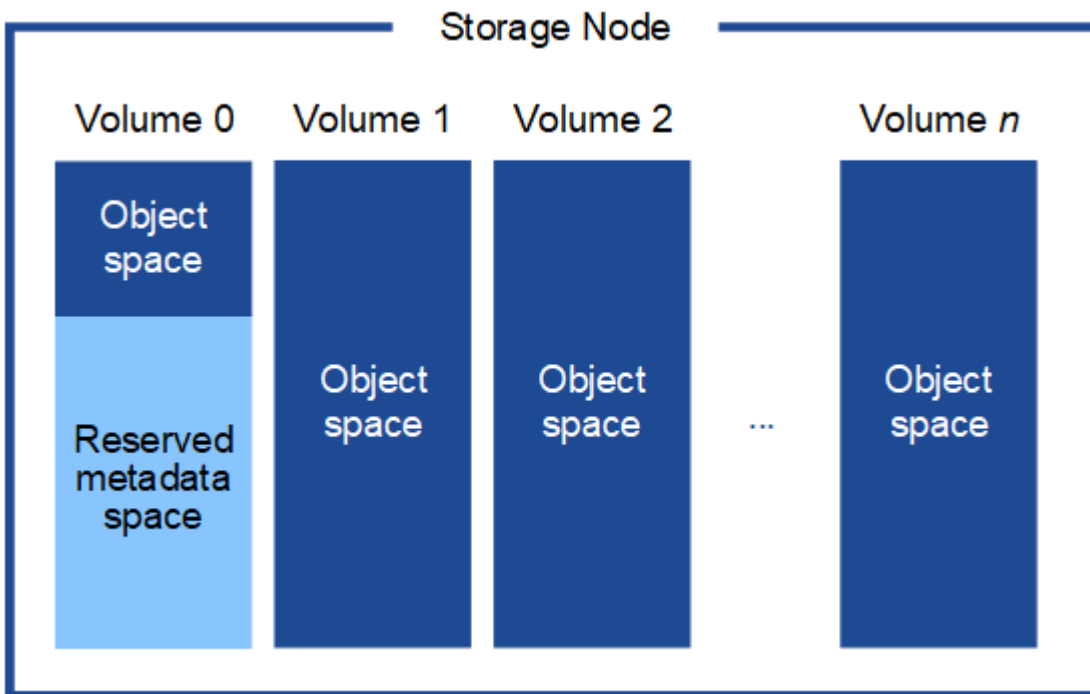 Storage Node
Volume 0
Volume 1
Volume 2
Volume n
Object
space
Reserved
metadata
space
Object
space
Object
space
...
Object
space